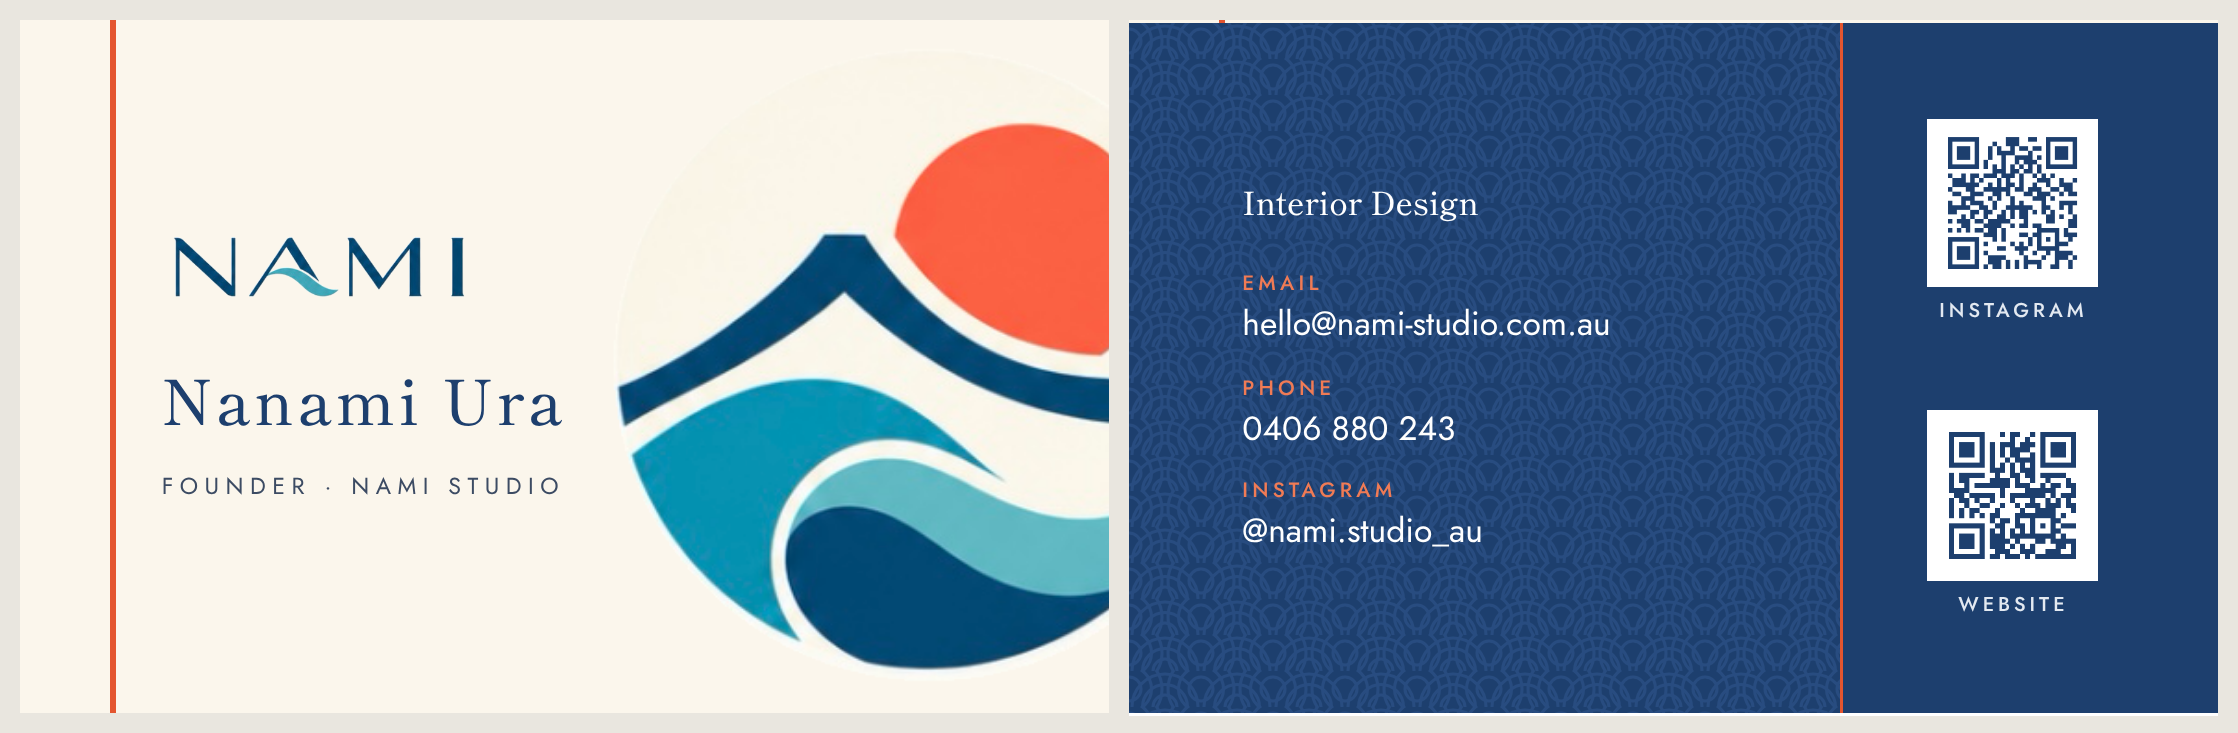 NAMI
Nanami Ura
FOUNDER · NAMI STUDIO
Interior Design
EMAIL
hello@nami-studio.com.au
PHONE
0406 880 243
INSTAGRAM
@nami.studio_au
INSTAGRAM
WEBSITE